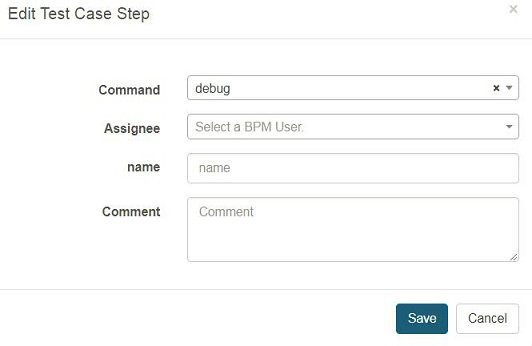 Edit Test Case Step
×
Command
debug
×
Assignee
Select a BPM User.
name
name
Comment
Comment
Save
Cancel